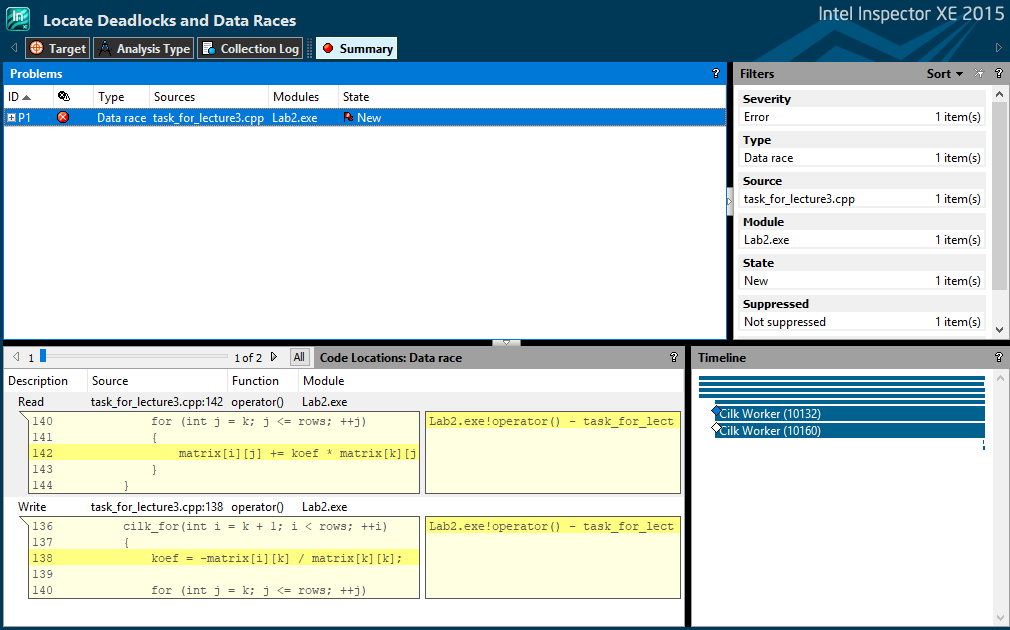 Locate Deadlocks and Data Races
Intel Inspector XE 2015
Target Analysis Type Collection Log Summary
Problems ?
ID Type Sources Modules State
P1 Data race task_for_lecture3.cpp Lab2.exe New
Filters Sort ?
Severity
Error 1 item(s)
Type
Data race 1 item(s)
Source
task_for_lecture3.cpp 1 item(s)
Module
Lab2.exe 1 item(s)
State
New 1 item(s)
Suppressed
Not suppressed 1 item(s)
1 1 of 2 All Code Locations: Data race ?
Description Source Function Module
Read task_for_lecture3.cpp:142 operator() Lab2.exe
140 for (int j = k; j <= rows; ++j)
141 {
142 matrix[i][j] += koef * matrix[k][j
143 }
144 }
Lab2.exe!operator() - task_for_lect
Write task_for_lecture3.cpp:138 operator() Lab2.exe
136 cilk_for(int i = k + 1; i < rows; ++i)
137 {
138 koef = -matrix[i][k] / matrix[k][k];
139
140 for (int j = k; j <= rows; ++j)
Lab2.exe!operator() - task_for_lect
Timeline ?
Cilk Worker (10132)
Cilk Worker (10160)